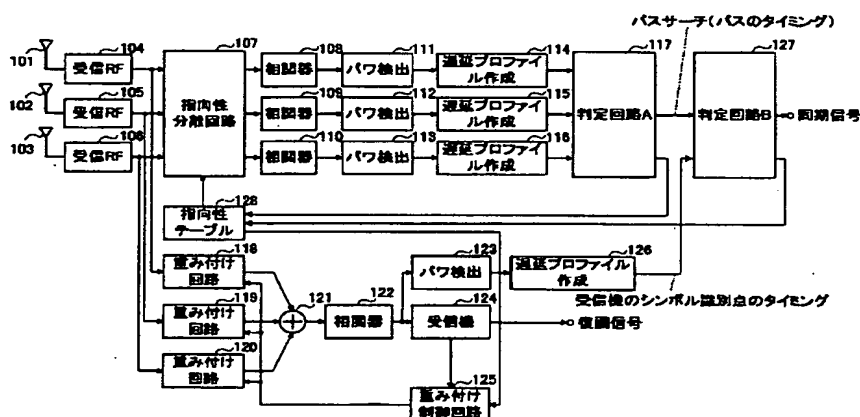 パスサーチ(パスのタイミング)
101
104
受信RF
107
指向性
分離回路
108
相関器
111
パワ検出
114
遅延プロファイ
ル作成
117
判定回路A
127
判定回路B
同期信号
102
105
受信RF
109
相関器
112
パワ検出
115
遅延プロファイ
ル作成
103
106
受信RF
110
相関器
113
パワ検出
116
遅延プロファイ
ル作成
128
指向性
テーブル
118
重み付け
回路
123
パワ検出
126
遅延プロファイル
作成
119
重み付け
回路
121
122
相関器
124
受信機
受信機のシンボル識別点のタイミング
復調信号
120
重み付け
回路
125
重み付け
制御回路